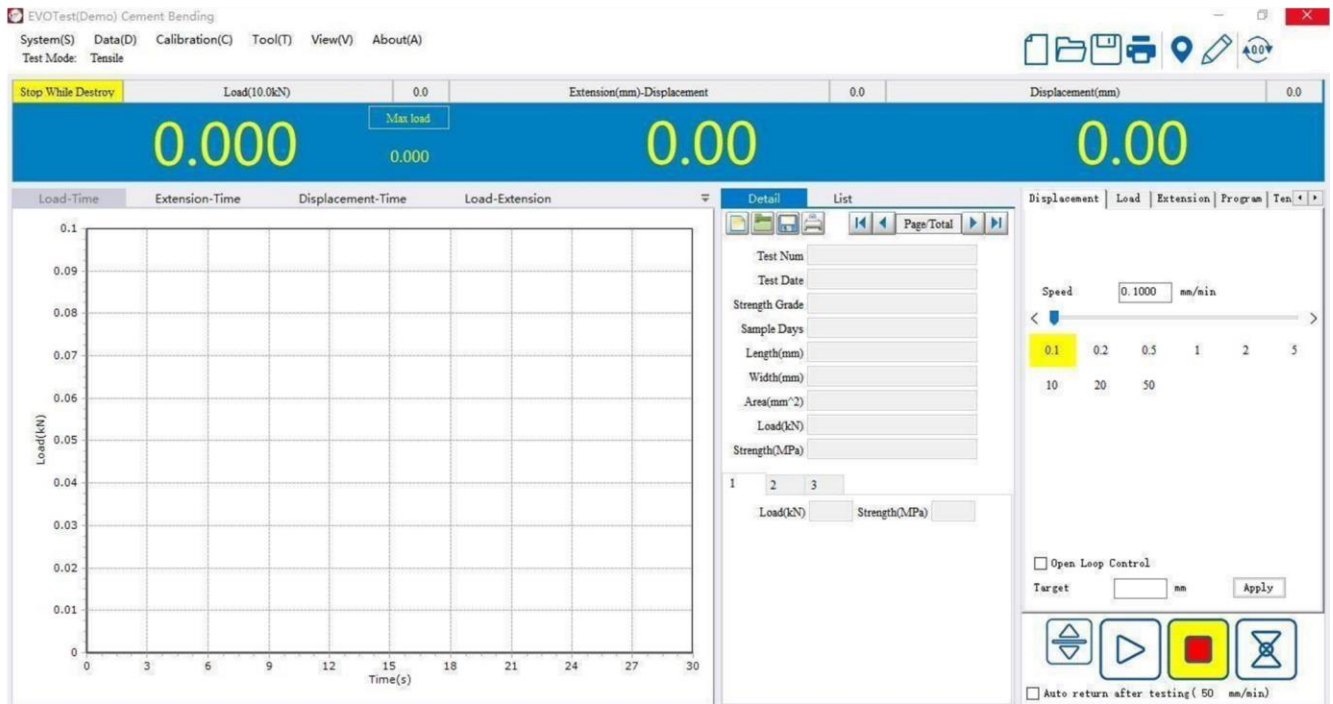 EVOTest(Demo) Cement Bending
System(S) Data(D) Calibration(C) Tool(T) View(V) About(A)
Test Mode: Tensile
Stop While Destroy Load(10.0kN) 0.0 Extension(mm)-Displacement 0.0 Displacement(mm) 0.0
0.000 Max load 0.000 0.00 0.00
Load-Time Extension-Time Displacement-Time Load-Extension
0.1
0.09
0.08
0.07
0.06
0.05
0.04
0.03
0.02
0.01
0
Load(kN)
0 3 6 9 12 15 18 21 24 27 30
Time(s)
Detail List
Page/Total
Test Num
Test Date
Strength Grade
Sample Days
Length(mm)
Width(mm)
Area(mm^2)
Load(kN)
Strength(MPa)
1 2 3
Load(kN) Strength(MPa)
Displacement Load Extension Program Ten
Speed 0.1000 mm/min
0.1 0.2 0.5 1 2 5
10 20 50
Open Loop Control
Target mm Apply
Auto return after testing( 50 mm/min)